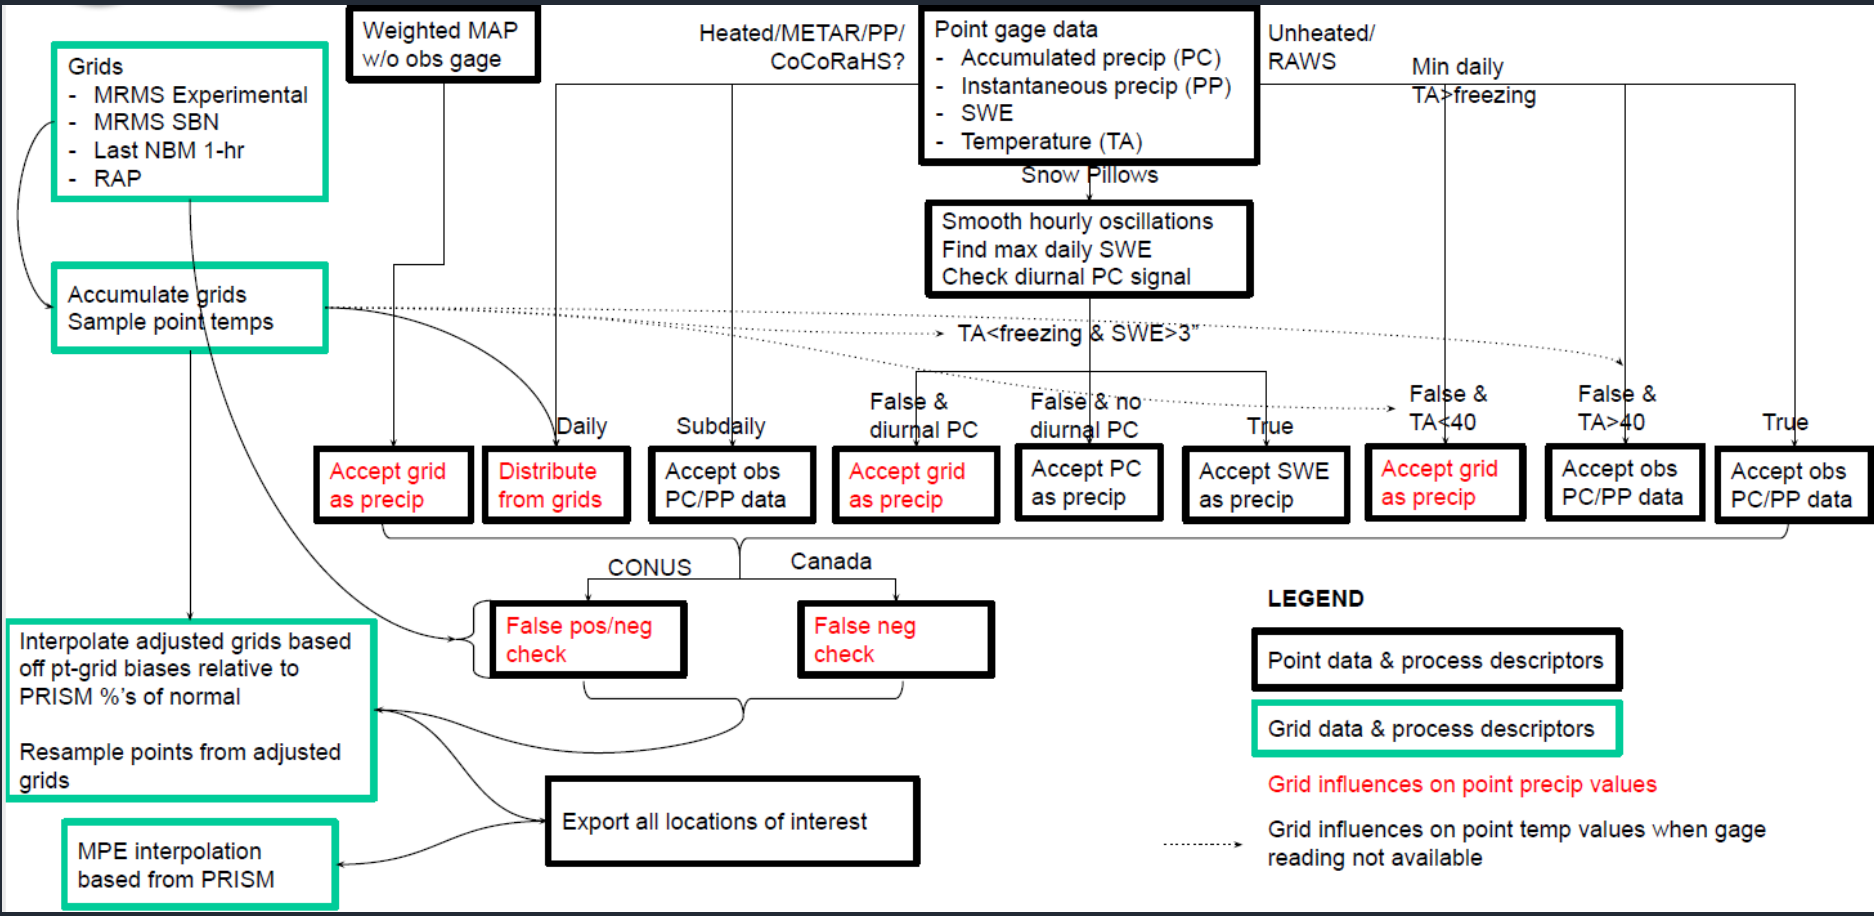 Grids
- MRMS Experimental
- MRMS SBN
- Last NBM 1-hr
- RAP
Weighted MAP
w/o obs gage
Heated/METAR/PP/
CoCoRaHS?
Point gage data
- Accumulated precip (PC)
- Instantaneous precip (PP)
- SWE
- Temperature (TA)
Unheated/
RAWS
Min daily
TA>freezing
Snow Pillows
Smooth hourly oscillations
Find max daily SWE
Check diurnal PC signal
Accumulate grids
Sample point temps
TA<freezing & SWE>3”
Daily
Subdaily
False &
diurnal PC
False & no
diurnal PC
True
False &
TA<40
False &
TA>40
True
Accept grid
as precip
Distribute
from grids
Accept obs
PC/PP data
Accept grid
as precip
Accept PC
as precip
Accept SWE
as precip
Accept grid
as precip
Accept obs
PC/PP data
Accept obs
PC/PP data
CONUS
Canada
False pos/neg
check
False neg
check
Interpolate adjusted grids based
off pt-grid biases relative to
PRISM %’s of normal
Resample points from adjusted
grids
Export all locations of interest
MPE interpolation
based from PRISM
LEGEND
Point data & process descriptors
Grid data & process descriptors
Grid influences on point precip values
Grid influences on point temp values when gage
reading not available